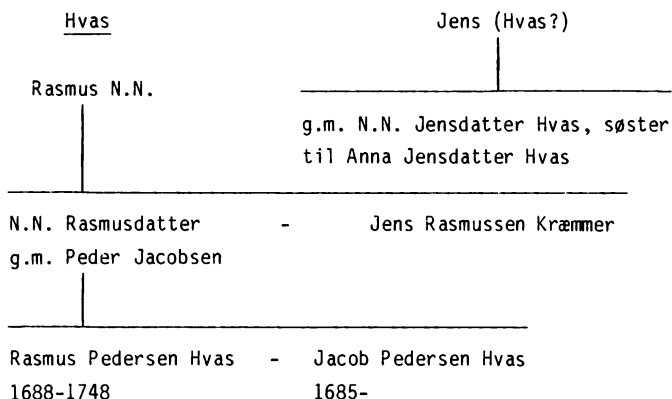 Hvas
Jens (Hvas?)
Rasmus N.N.
g.m. N.N. Jensdatter Hvas, søster
til Anna Jensdatter Hvas
N.N. Rasmusdatter - Jens Rasmussen Kræmmer
g.m. Peder Jacobsen
Rasmus Pedersen Hvas - Jacob Pedersen Hvas
1688-1748 1685-